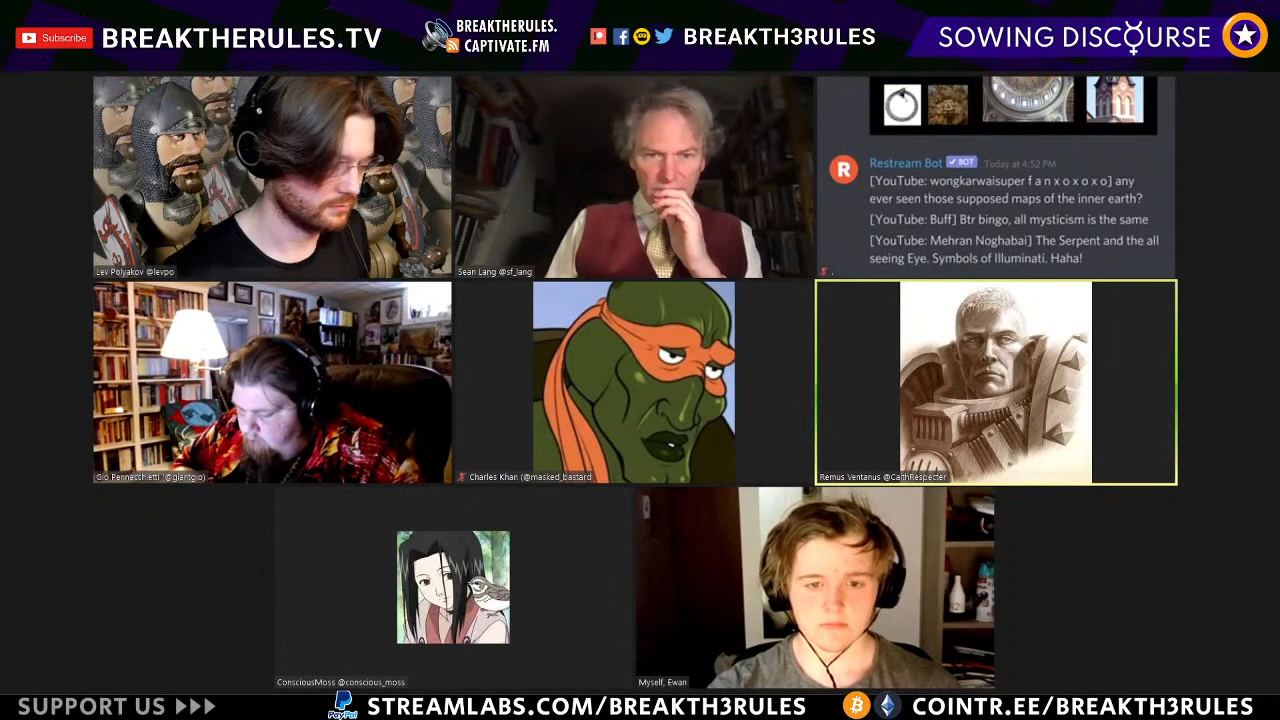 Subscribe
BREAKTHERULES.TV
BREAKTHERULES.
CAPTIVATE.FM
BREAKTH3RULES
SOWING DISCOURSE
Lev Polyakov @levpo
Sean Lang @sf_lang
R
Restream Bot BOT Today at 4:52 PM
[YouTube: wongkarwaisuper f a n x o x o x o] any
ever seen those supposed maps of the inner earth?
[YouTube: Buff] Btr bingo, all mysticism is the same
[YouTube: Mehran Noghabai] The Serpent and the all
seeing Eye. Symbols of Illuminati. Haha!
Gio Pennacchietti (@giantgio)
Charles Khan (@masked_bastard)
Remus Ventanus @CalthRespecter
ConsciousMoss @conscious_moss
Myself, Ewan
SUPPORT US
PayPal
STREAMLABS.COM/BREAKTH3RULES
COINTR.EE/BREAKTH3RULES